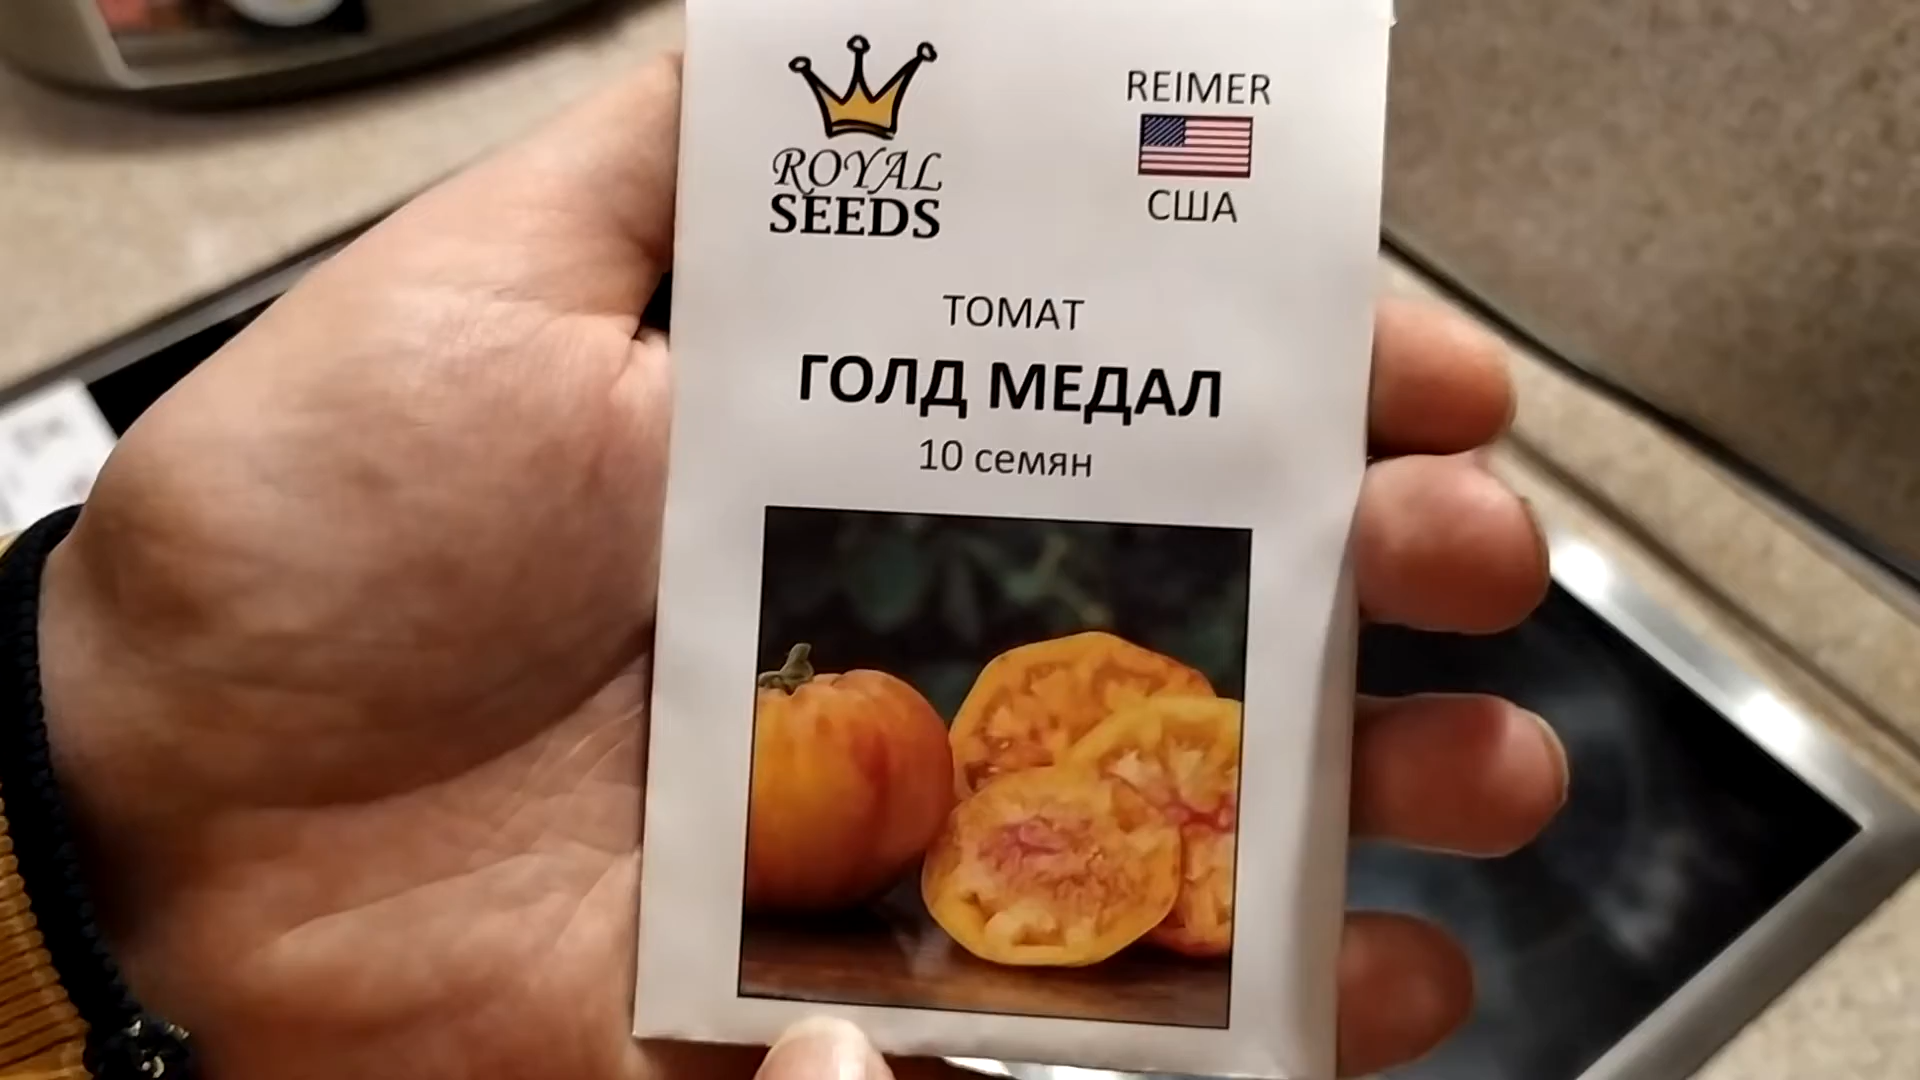 ROYAL
SEEDS
REIMER
США
ТОМАТ
ГОЛД МЕДАЛ
10 семян